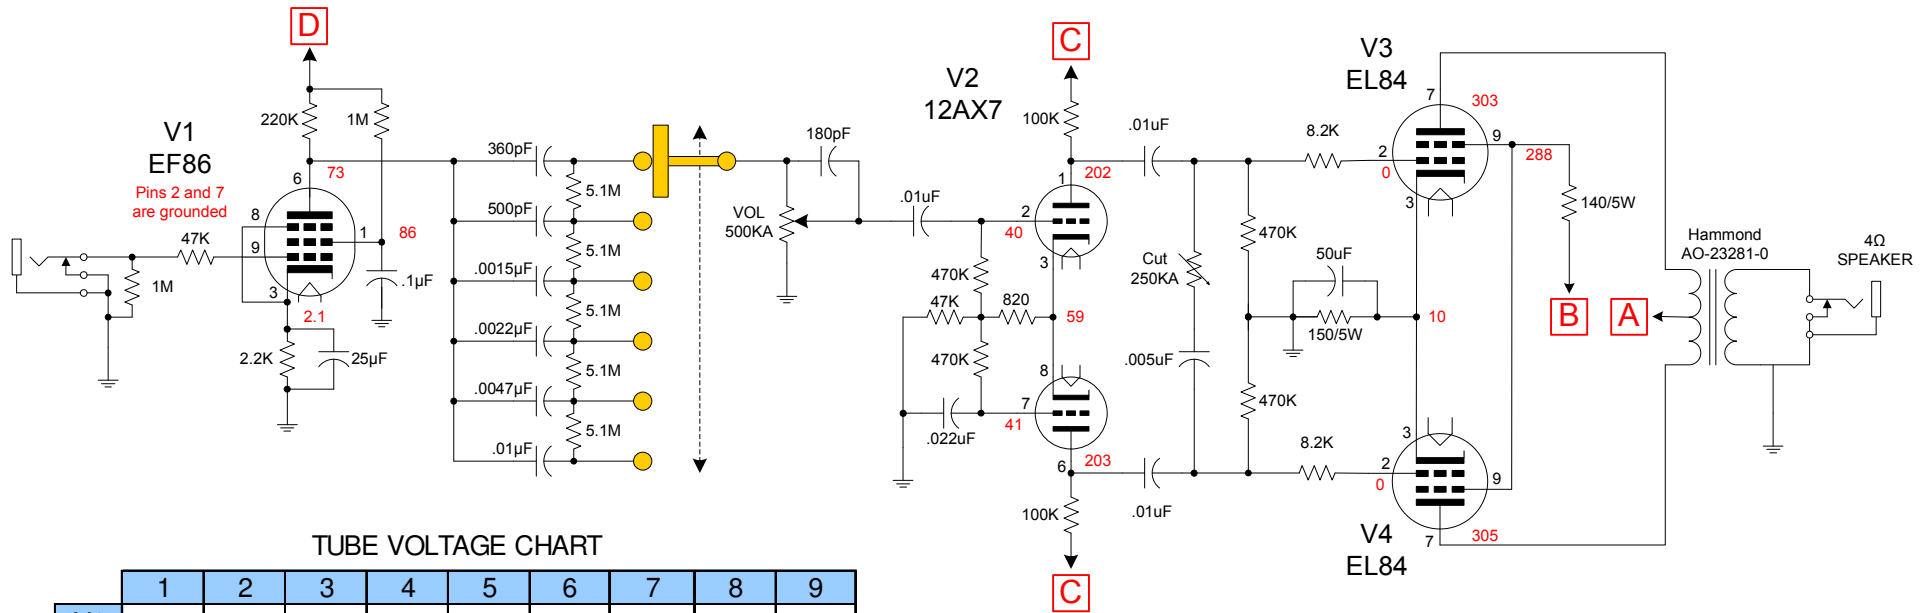 D
C
V1
EF86
Pins 2 and 7
are grounded
220K
1M
73
6
8
9
1
86
3
2.1
47K
1M
.1µF
2.2K
25µF
360pF
500pF
.0015µF
.0022µF
.0047µF
.01µF
5.1M
5.1M
5.1M
5.1M
5.1M
180pF
VOL
500KA
.01uF
V2
12AX7
100K
202
1
2
40
3
470K
47K
820
59
470K
8
7
41
.022uF
6
203
100K
C
.01uF
.01uF
Cut
250KA
.005uF
470K
470K
50uF
150/5W
10
8.2K
8.2K
V3
EL84
7
303
9
288
2
0
3
140/5W
B
A
3
2
0
9
7
305
V4
EL84
Hammond
AO-23281-0
4Ω
SPEAKER
TUBE VOLTAGE CHART
1 2 3 4 5 6 7 8 9